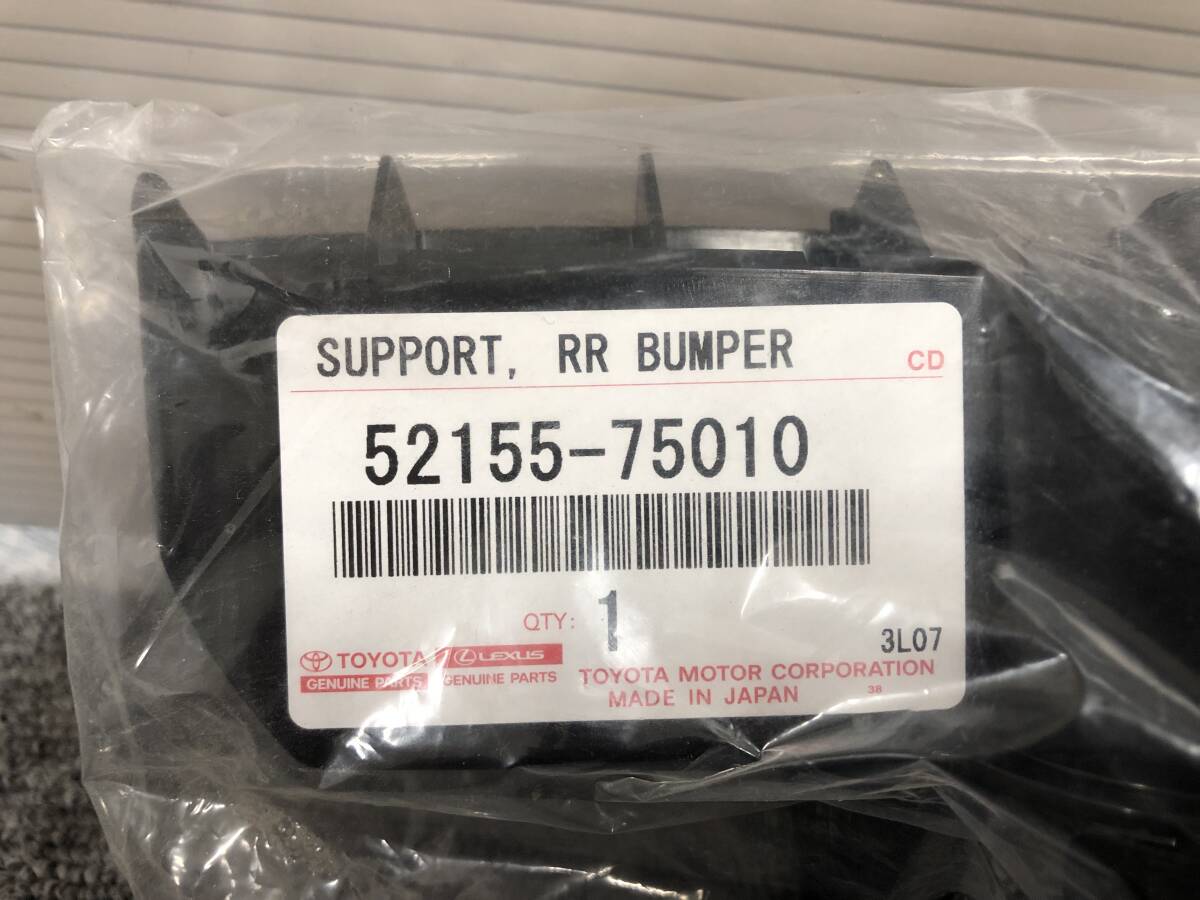 SUPPORT, RR BUMPER CD
52155-75010
QTY: 1
3L07
TOYOTA LEXUS
GENUINE PARTS GENUINE PARTS
TOYOTA MOTOR CORPORATION
MADE IN JAPAN 38